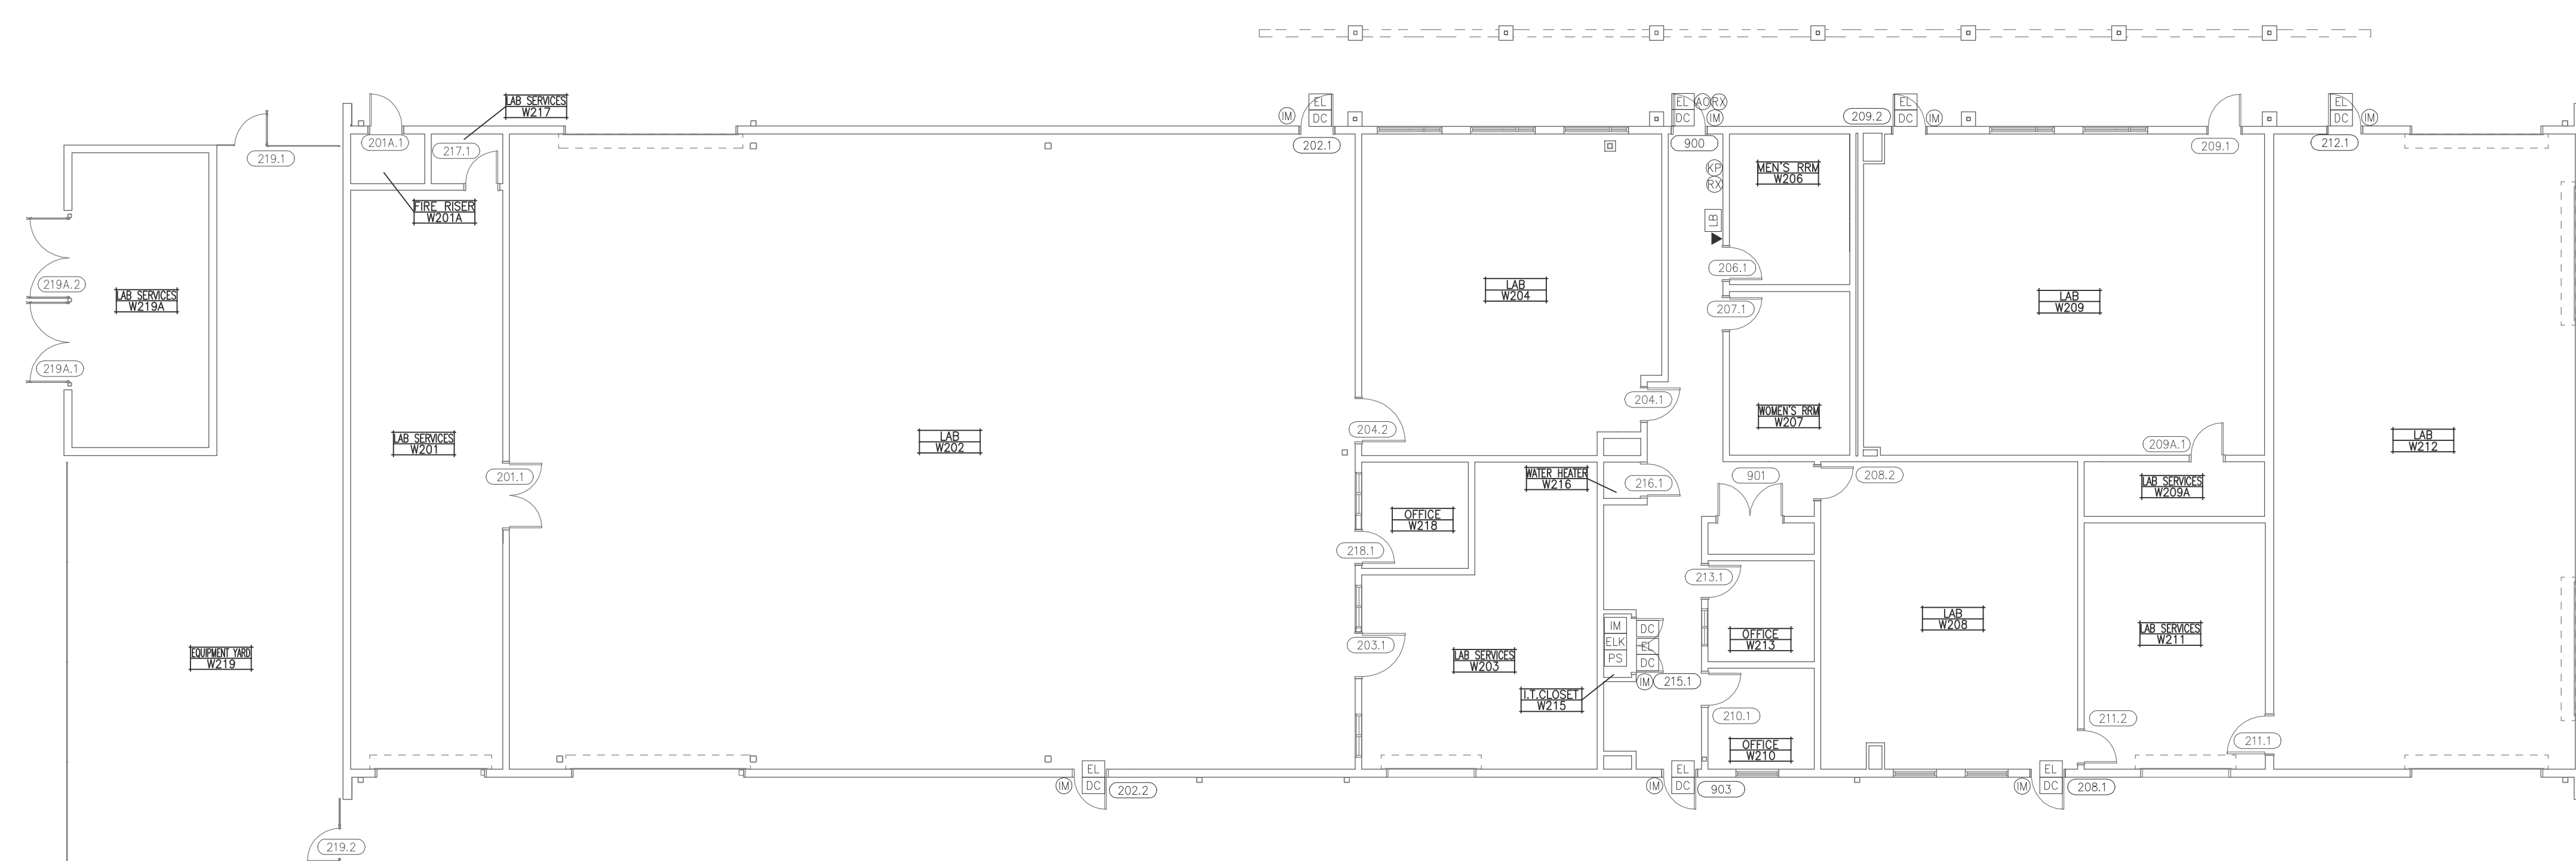 LAB SERVICES
W217
EL
DC
IM
202.1
EL
DC
AO
RX
IM
900
209.2
EL
DC
IM
209.1
EL
DC
IM
212.1
219.1
201A.1
217.1
FIRE RISER
W201A
KP
RX
LB
MEN'S RRM
W206
206.1
207.1
219A.2
LAB SERVICES
W219A
219A.1
LAB
W204
LAB
W209
204.1
WOMEN'S RRM
W207
LAB SERVICES
W201
LAB
W202
204.2
209A.1
LAB
W212
201.1
WATER HEATER
W216
216.1
901
208.2
LAB SERVICES
W209A
OFFICE
W218
218.1
213.1
IM
ELK
PS
DC
EL
DC
IM
215.1
OFFICE
W213
LAB
W208
LAB SERVICES
W211
203.1
LAB SERVICES
W203
EQUIPMENT YARD
W219
I.T.CLOSET
W215
210.1
OFFICE
W210
211.2
211.1
IM
EL
DC
202.2
IM
EL
DC
903
IM
EL
DC
208.1
219.2